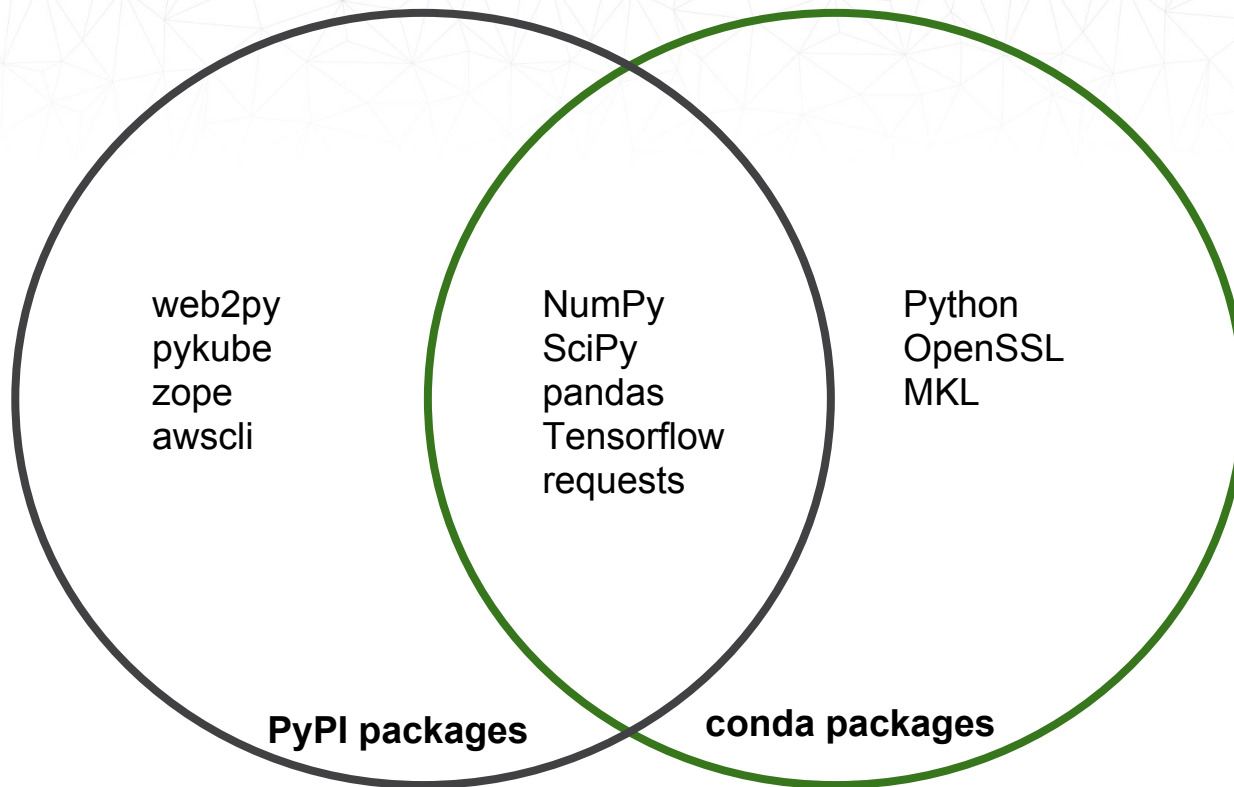 web2py
pykube
zope
awscli
NumPy
SciPy
pandas
Tensorflow
requests
Python
OpenSSL
MKL
PyPI packages
conda packages